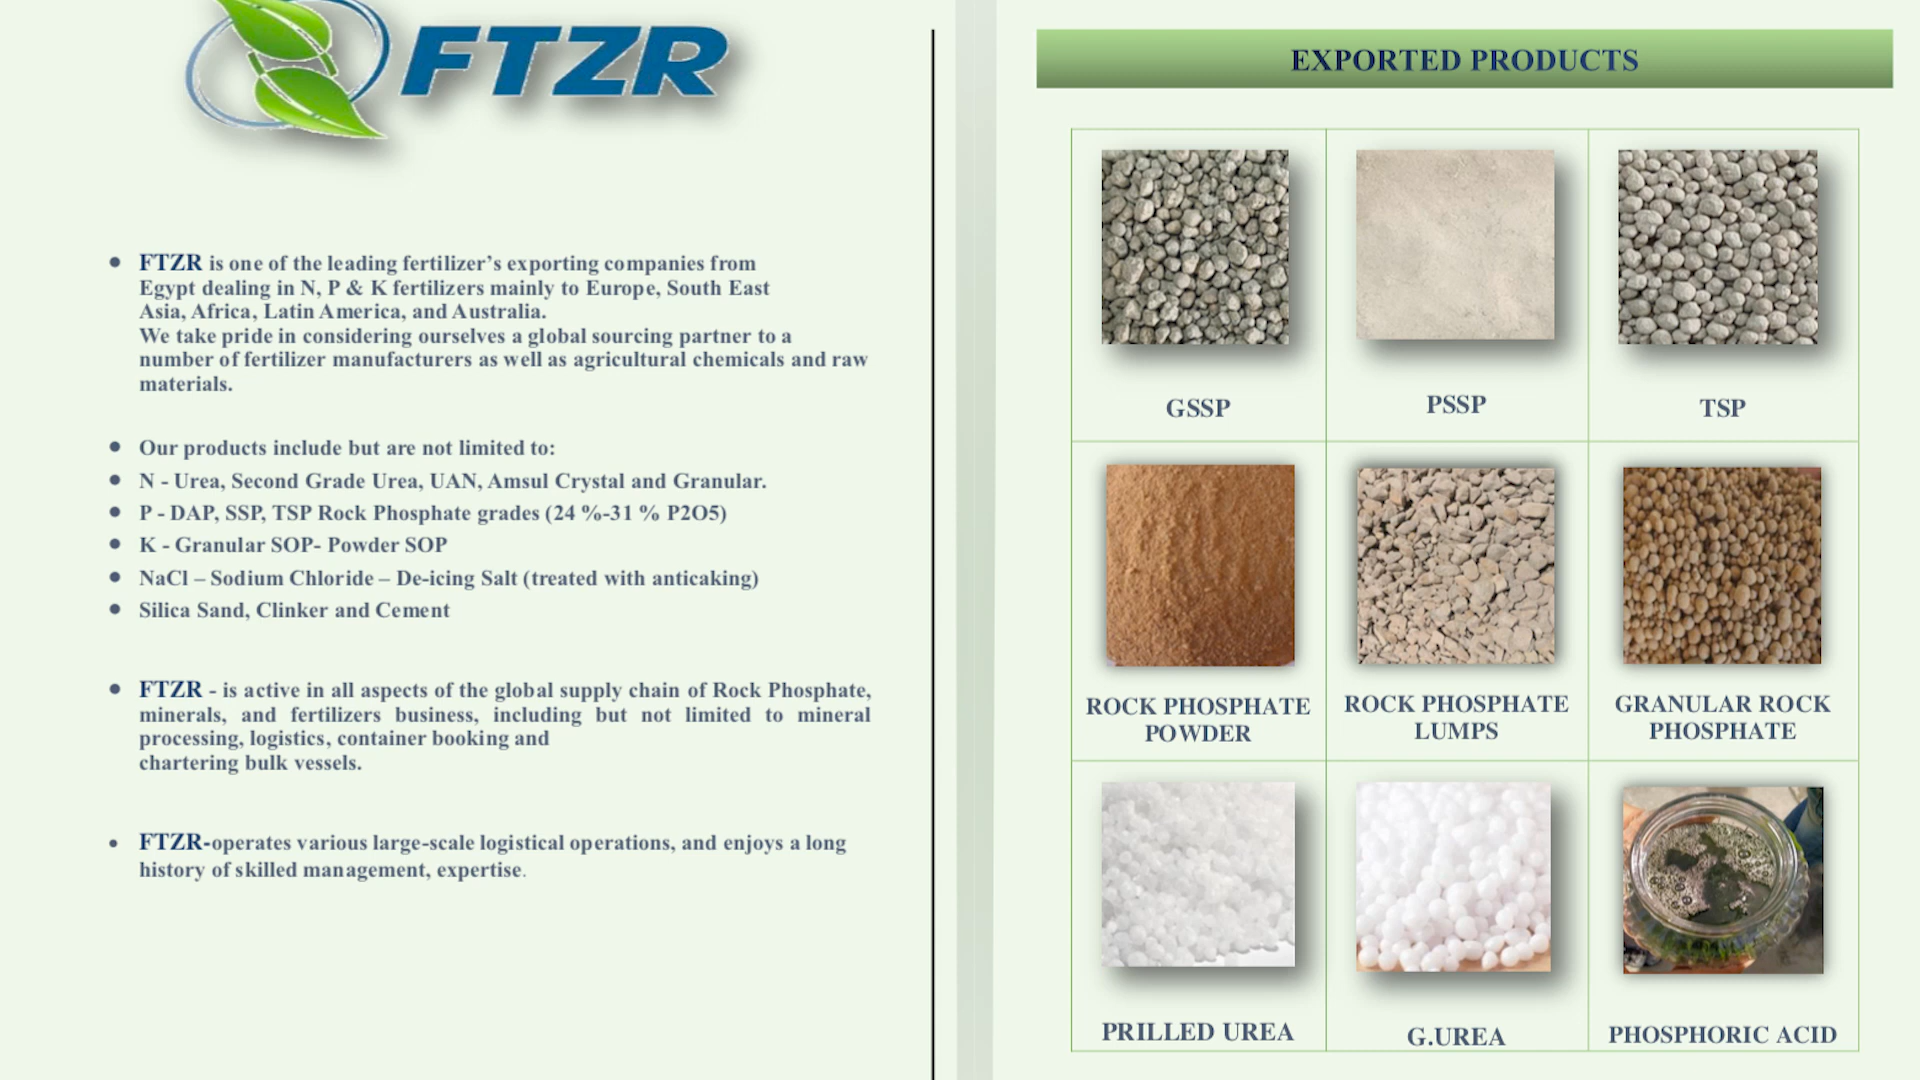 FTZR
• FTZR is one of the leading fertilizer’s exporting companies from
Egypt dealing in N, P & K fertilizers mainly to Europe, South East
Asia, Africa, Latin America, and Australia.
We take pride in considering ourselves a global sourcing partner to a
number of fertilizer manufacturers as well as agricultural chemicals and raw
materials.
• Our products include but are not limited to:
• N - Urea, Second Grade Urea, UAN, Amsul Crystal and Granular.
• P - DAP, SSP, TSP Rock Phosphate grades (24 %-31 % P2O5)
• K - Granular SOP- Powder SOP
• NaCl – Sodium Chloride – De-icing Salt (treated with anticaking)
• Silica Sand, Clinker and Cement
• FTZR - is active in all aspects of the global supply chain of Rock Phosphate,
minerals, and fertilizers business, including but not limited to mineral
processing, logistics, container booking and
chartering bulk vessels.
• FTZR-operates various large-scale logistical operations, and enjoys a long
history of skilled management, expertise.
EXPORTED PRODUCTS
GSSP
PSSP
TSP
ROCK PHOSPHATE
POWDER
ROCK PHOSPHATE
LUMPS
GRANULAR ROCK
PHOSPHATE
PRILLED UREA
G.UREA
PHOSPHORIC ACID